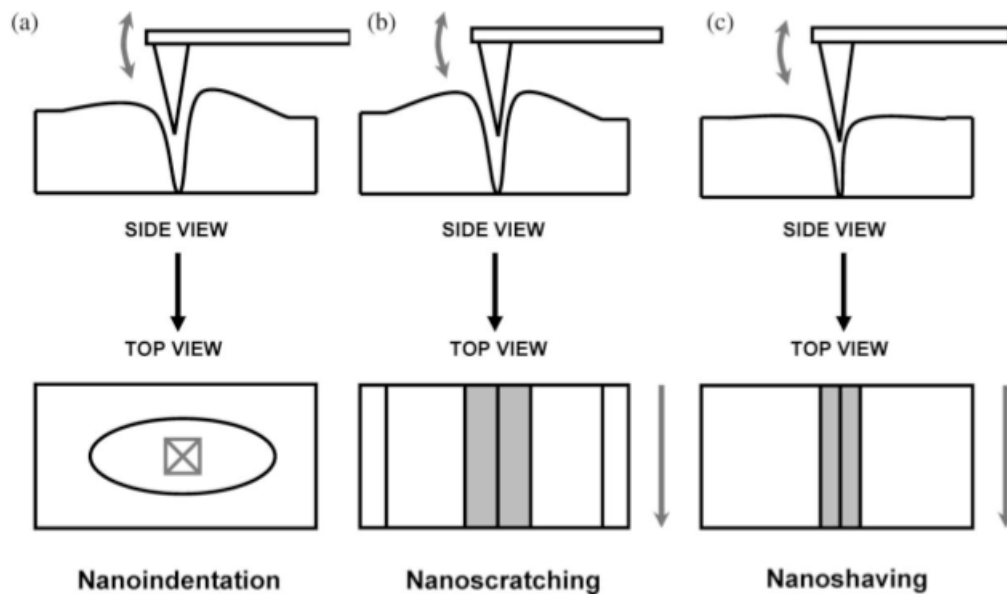 (a)
(b)
(c)
SIDE VIEW
SIDE VIEW
SIDE VIEW
TOP VIEW
TOP VIEW
TOP VIEW
Nanoindentation
Nanoscratching
Nanoshaving